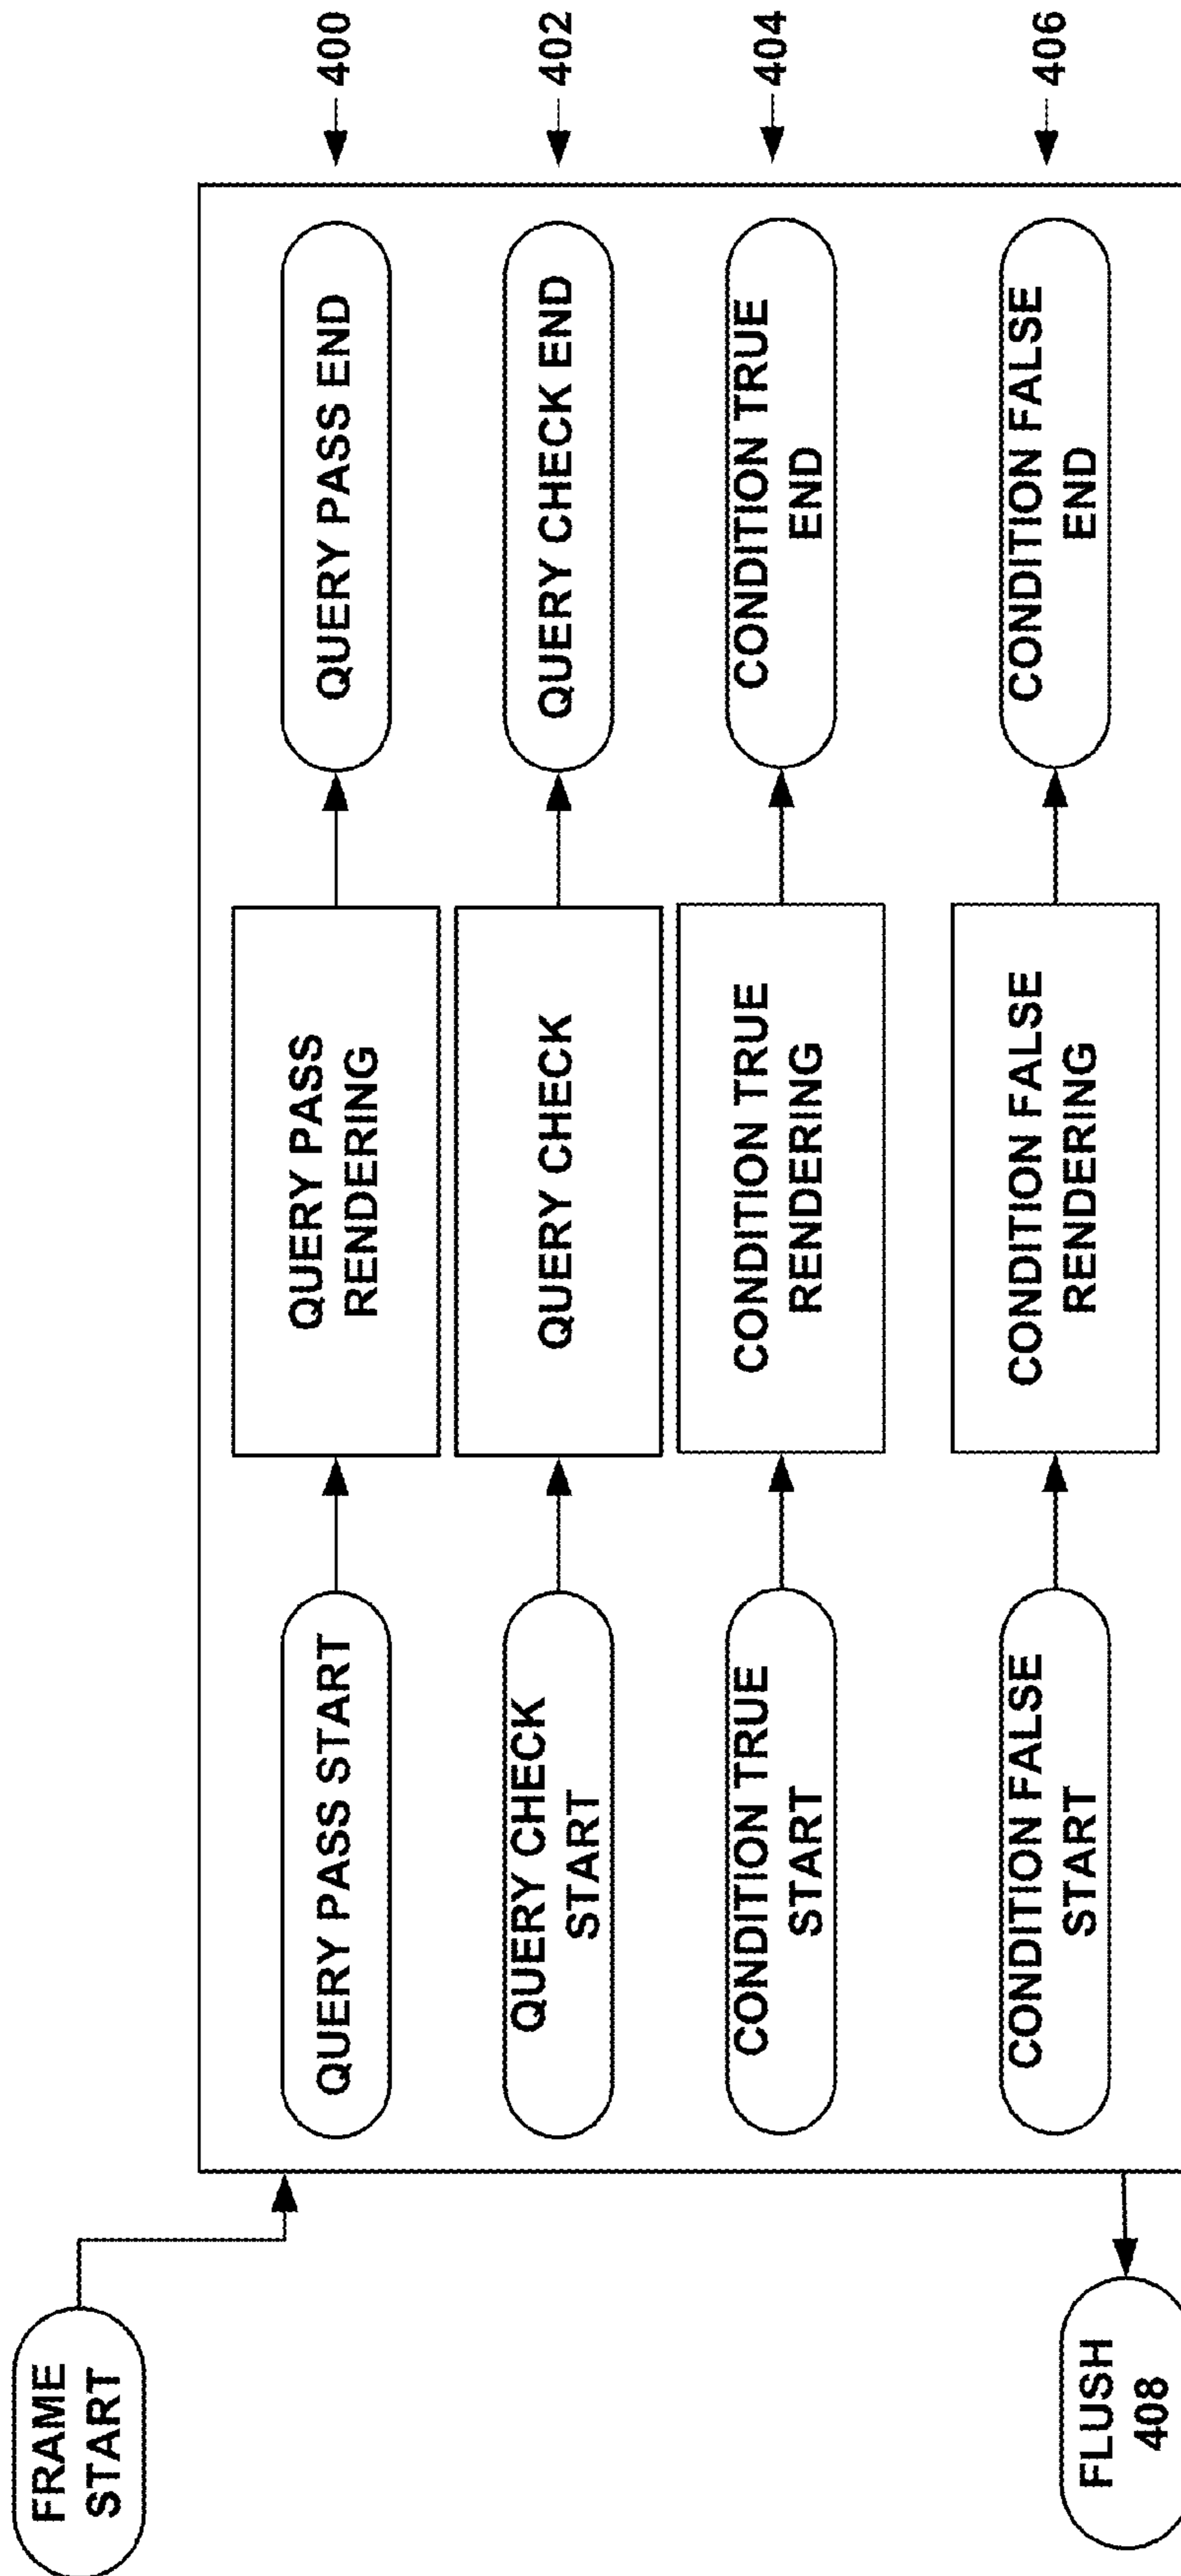 FRAME
START
QUERY PASS START
QUERY PASS
RENDERING
QUERY PASS END
400
QUERY CHECK
START
QUERY CHECK
QUERY CHECK END
402
CONDITION TRUE
START
CONDITION TRUE
RENDERING
CONDITION TRUE
END
404
CONDITION FALSE
START
CONDITION FALSE
RENDERING
CONDITION FALSE
END
406
FLUSH
408